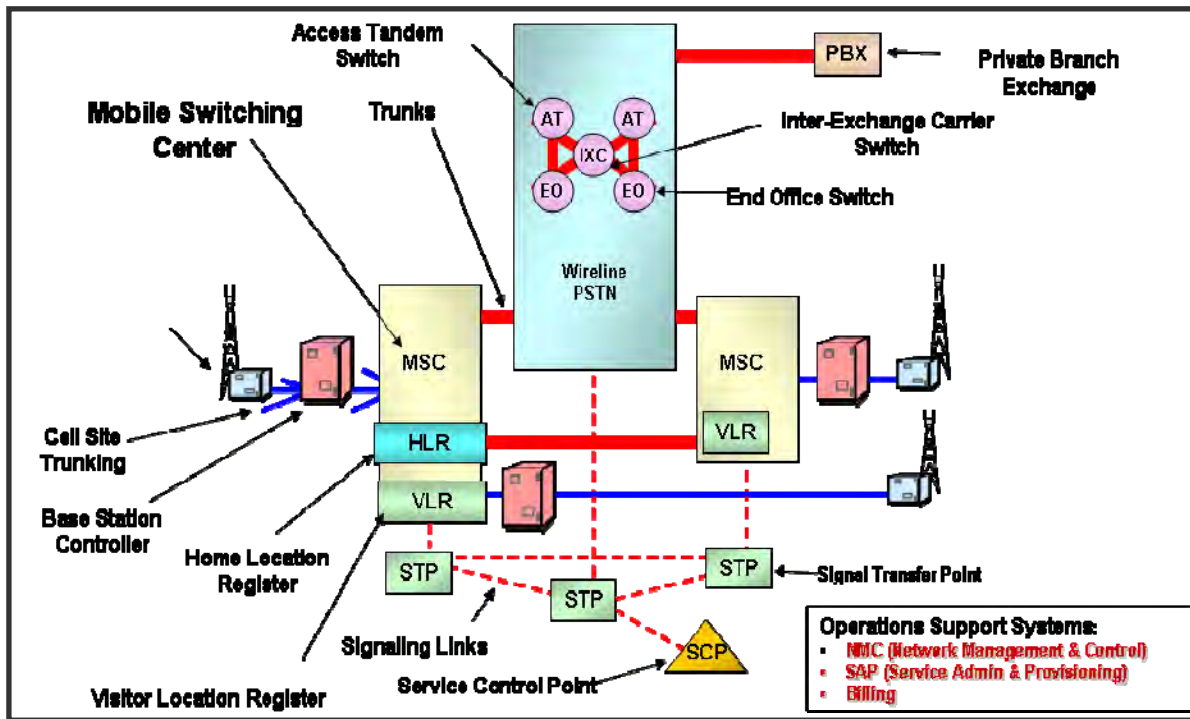 Access Tandem
Switch
PBX
Private Branch
Exchange
Mobile Switching
Center
Trunks
AT
AT
IXC
Inter-Exchange Carrier
Switch
EO
EO
End Office Switch
Wireline
PSTN
MSC
MSC
VLR
HLR
VLR
Cell Site
Trunking
Base Station
Controller
Home Location
Register
STP
STP
STP
Signal Transfer Point
Signaling Links
SCP
Service Control Point
Visitor Location Register
Operations Support Systems:
▪ NMC (Network Management & Control)
▪ SAP (Service Admin & Provisioning)
▪ Billing